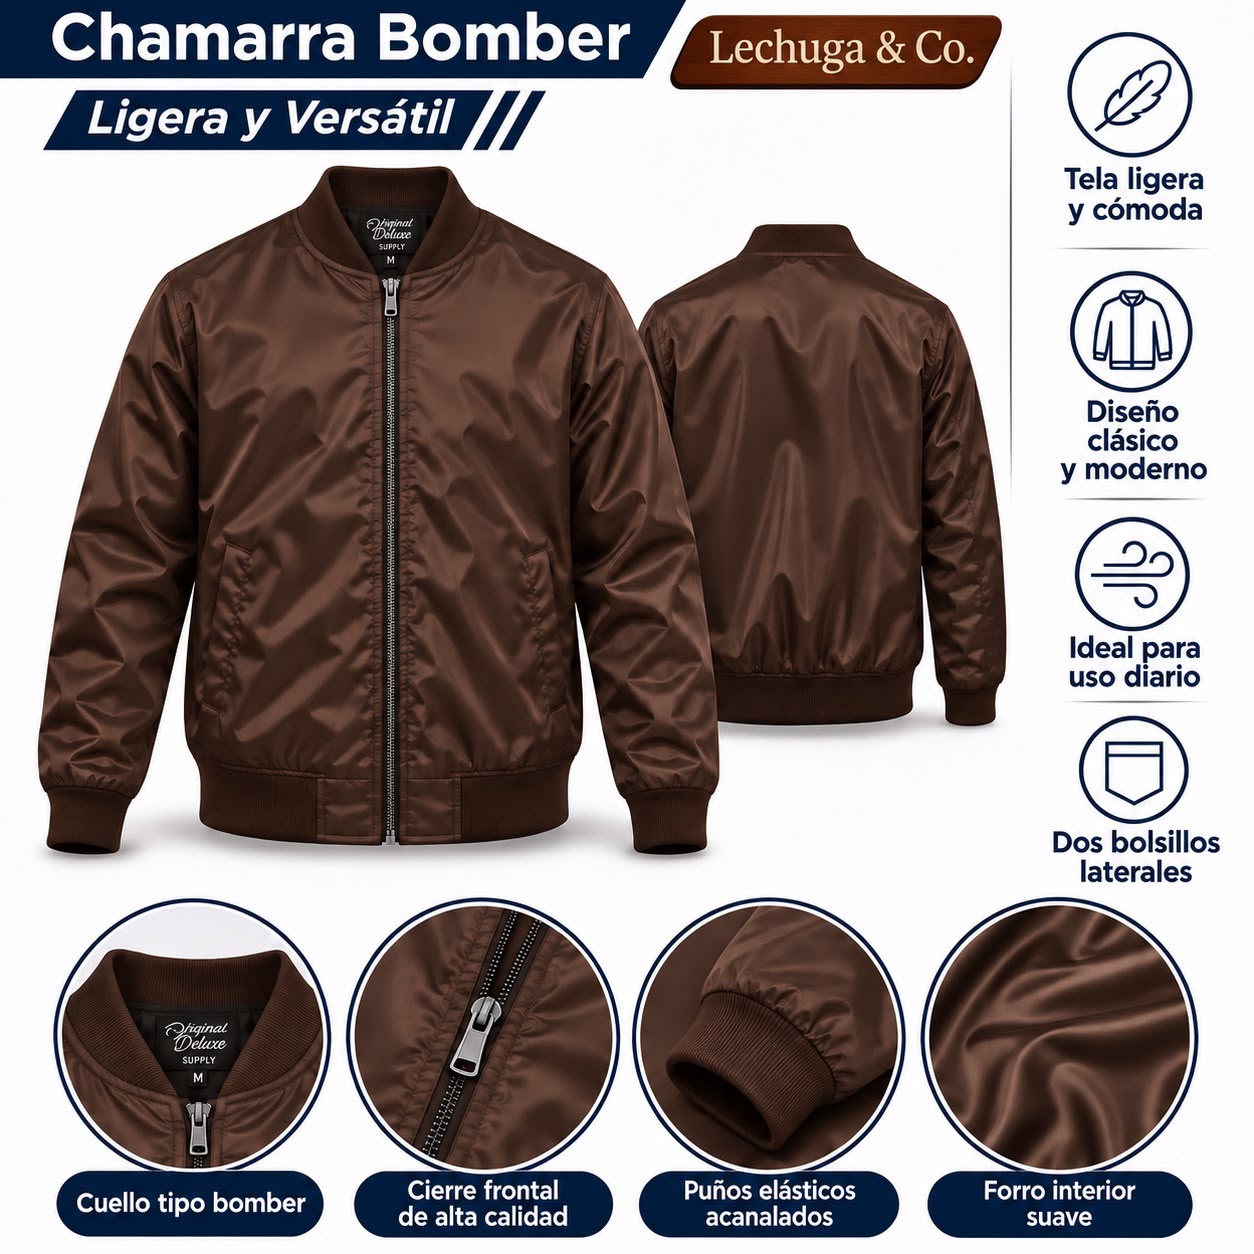 Chamarra Bomber
Lechuga & Co.
Ligera y Versátil
Original
Deluxe
SUPPLY
M
Tela ligera
y cómoda
Diseño
clásico
y moderno
Ideal para
uso diario
Dos bolsillos
laterales
Original
Deluxe
SUPPLY
M
Cuello tipo bomber
Cierre frontal
de alta calidad
Puños elásticos
acanalados
Forro interior
suave